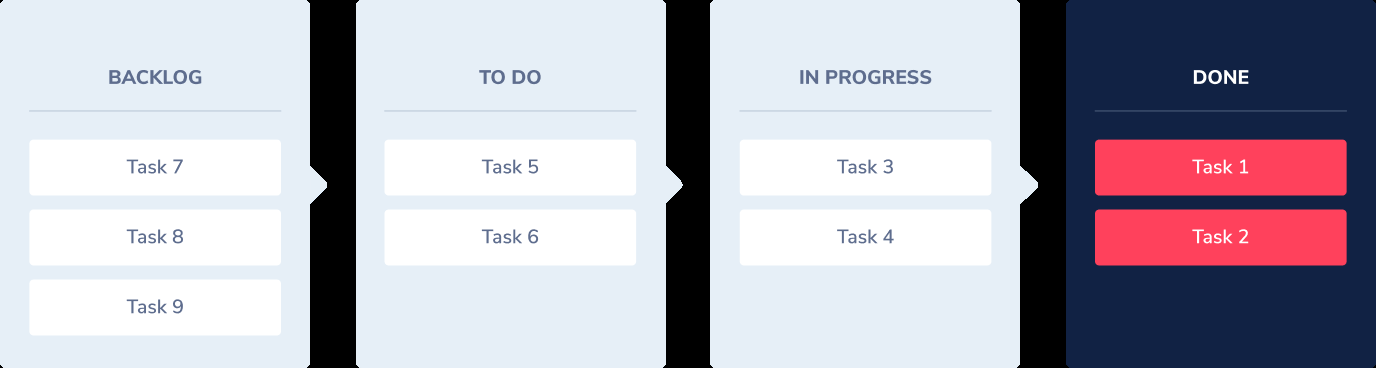 BACKLOG
Task 7
Task 8
Task 9
TO DO
Task 5
Task 6
IN PROGRESS
Task 3
Task 4
DONE
Task 1
Task 2